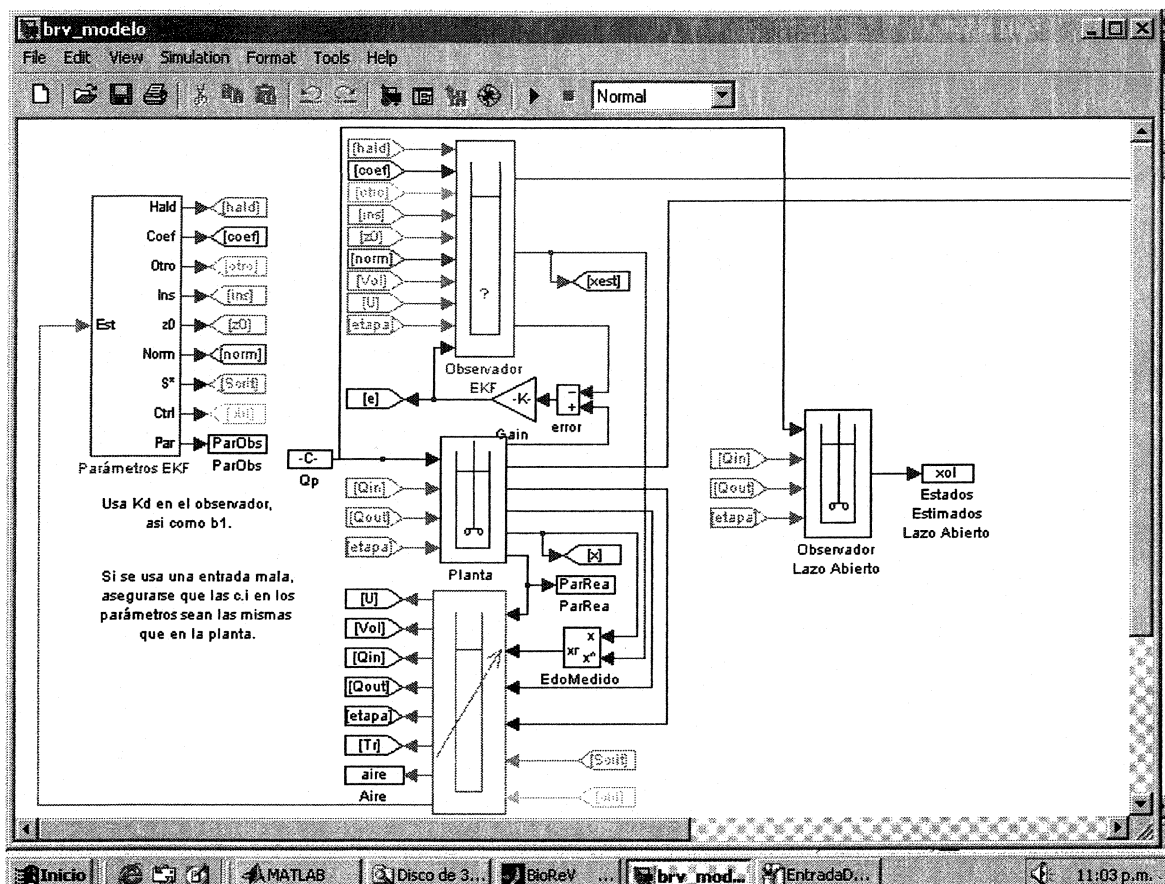 brv_modelo
File Edit View Simulation Format Tools Help
Normal
Hald
Coef
Otro
Ins
z0
Norm
S*
Ctrl
Par
Est
[hald]
[coef]
[otro]
[ins]
[z0]
[norm]
[Scrit]
ParObs
ParObs
Parámetros EKF
Usa Kd en el observador,
asi como b1.
Si se usa una entrada mala,
asegurarse que las c.i en los
parámetros sean las mismas
que en la planta.
[hald]
[coef]
[otro]
[ins]
[z0]
[norm]
[Vol]
[U]
[etapa]
?
Observador
EKF
[xest]
[e]
-K-
Gain
error
-C-
Qp
[Qin]
[Qout]
[etapa]
Planta
[x]
ParRea
ParRea
x
x^
xr
EdoMedido
[U]
[Vol]
[Qin]
[Qout]
[etapa]
[Tr]
aire
Aire
[Scrit]
[Qin]
[Qout]
[etapa]
Observador
Lazo Abierto
xol
Estados
Estimados
Lazo Abierto
Inicio
MATLAB
Disco de 3...
BioReV ...
brv_mod...
EntradaD...
11:03 p.m.